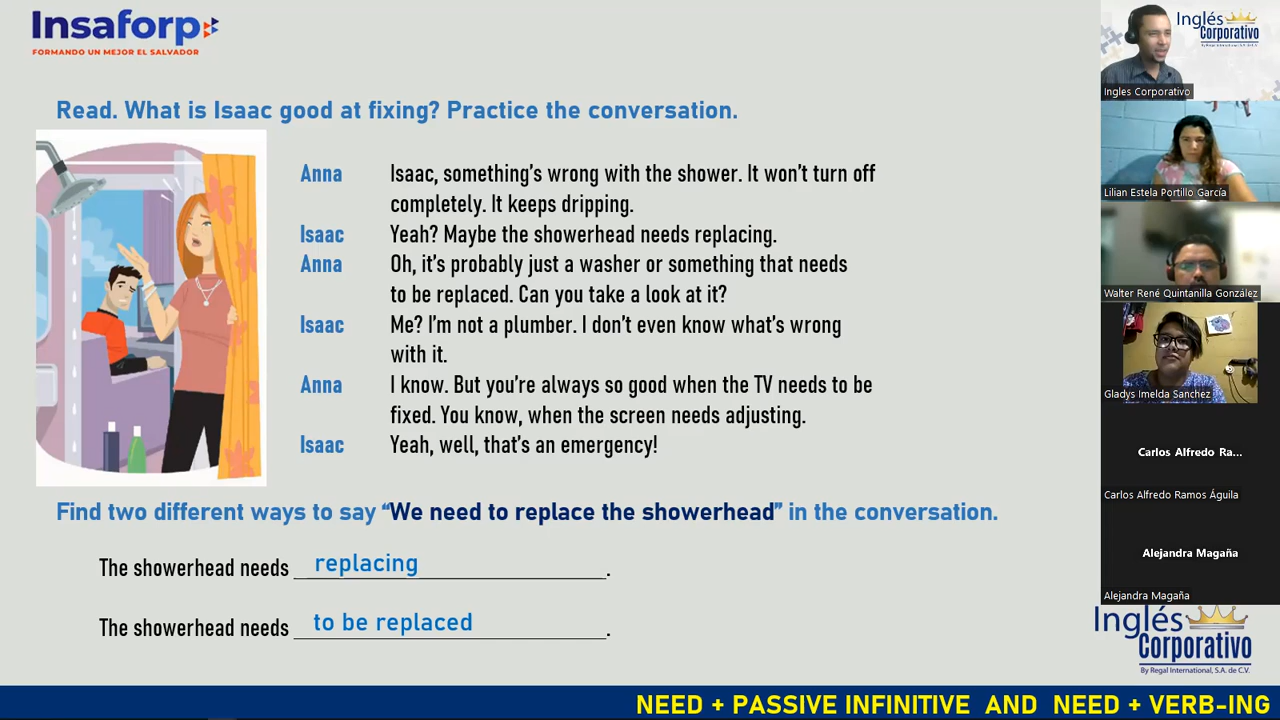 Insaforp
FORMANDO UN MEJOR EL SALVADOR
Read. What is Isaac good at fixing? Practice the conversation.
Anna Isaac, something's wrong with the shower. It won't turn off
completely. It keeps dripping.
Isaac Yeah? Maybe the showerhead needs replacing.
Anna Oh, it's probably just a washer or something that needs
to be replaced. Can you take a look at it?
Isaac Me? I'm not a plumber. I don't even know what's wrong
with it.
Anna I know. But you're always so good when the TV needs to be
fixed. You know, when the screen needs adjusting.
Isaac Yeah, well, that's an emergency!
Find two different ways to say “We need to replace the showerhead” in the conversation.
The showerhead needs replacing.
The showerhead needs to be replaced.
NEED + PASSIVE INFINITIVE AND NEED + VERB-ING
Inglés
Corporativo
By Regal International, S.A. de C.V.
Ingles Corporativo
Lilian Estela Portillo García
Walter René Quintanilla González
Gladys Imelda Sanchez
Carlos Alfredo Ra...
Carlos Alfredo Ramos Águila
Alejandra Magaña
Alejandra Magaña
Inglés
Corporativo
By Regal International, S.A. de C.V.